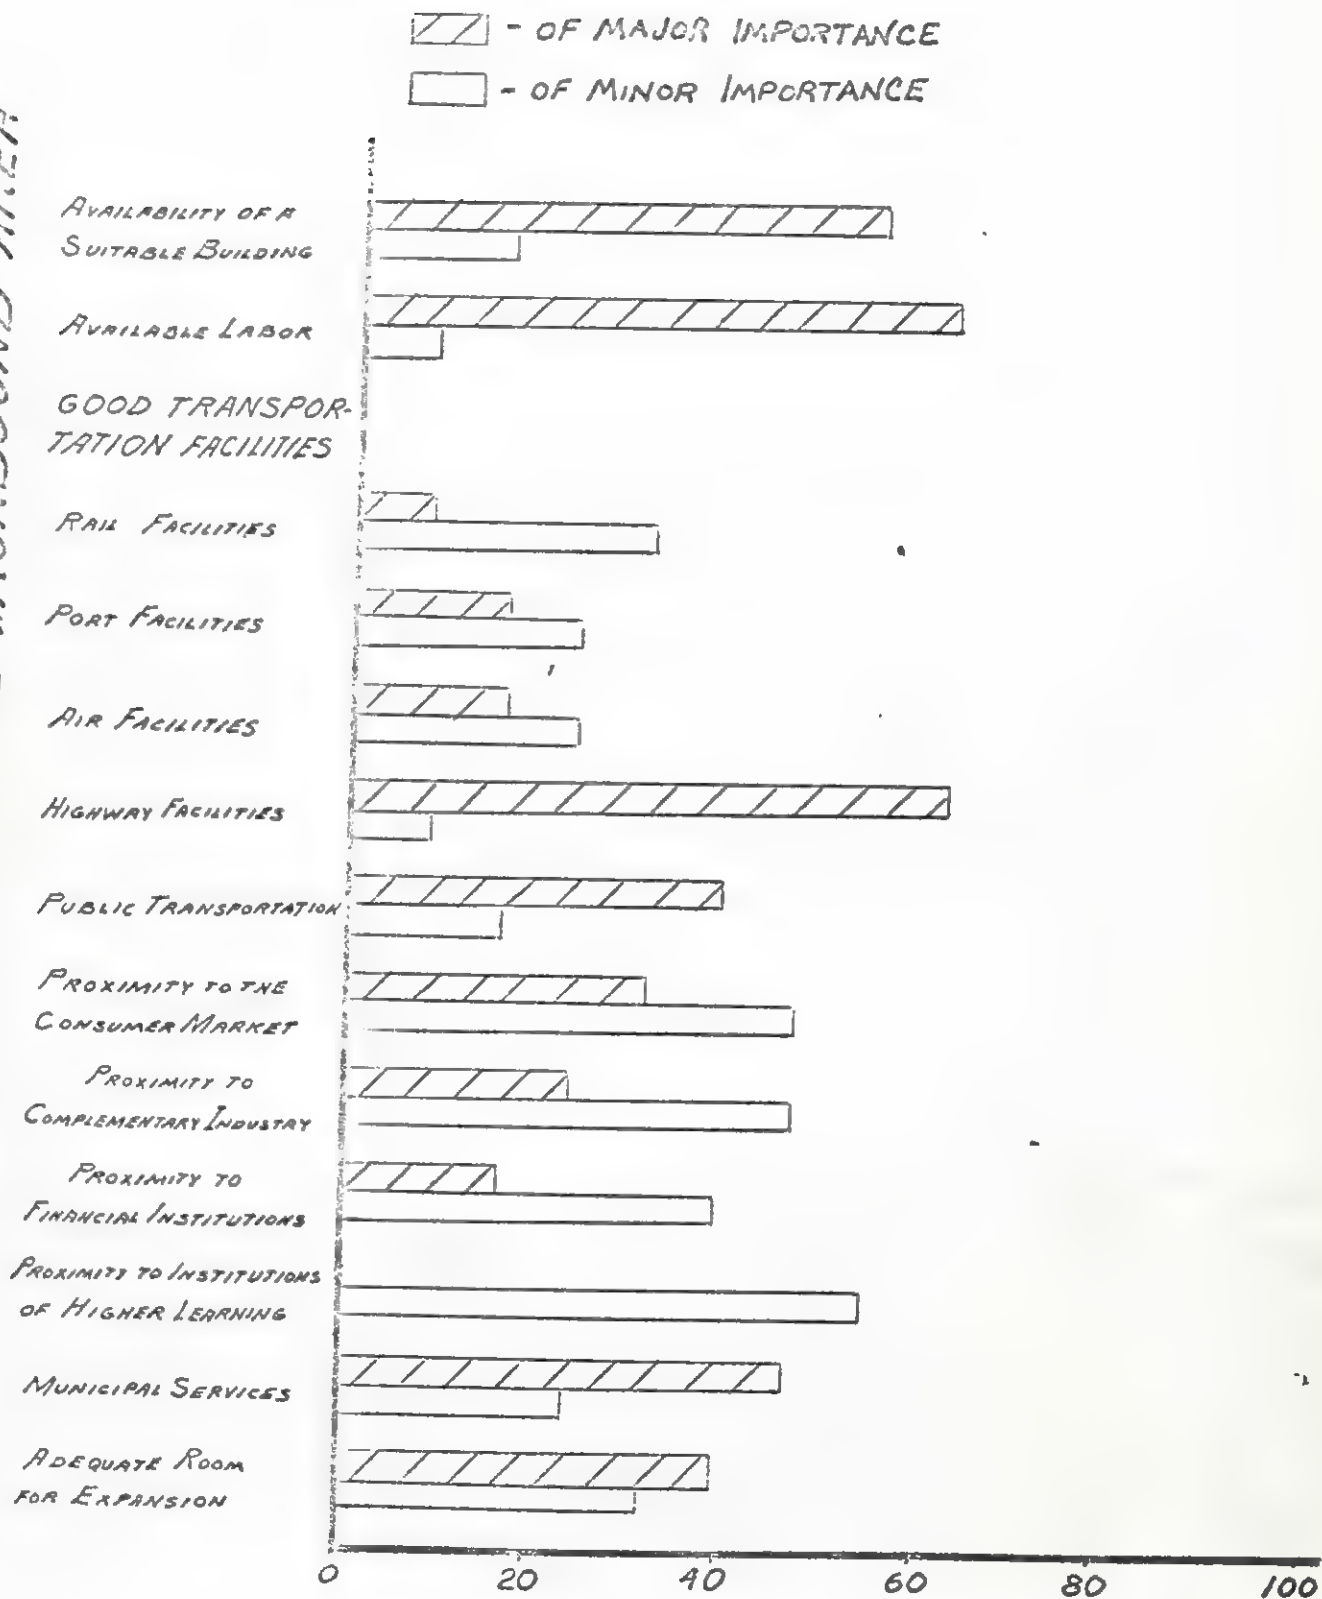 - OF MAJOR IMPORTANCE
- OF MINOR IMPORTANCE
AVAILABILITY OF A
SUITABLE BUILDING
AVAILABLE LABOR
GOOD TRANSPOR-
TATION FACILITIES
RAIL FACILITIES
PORT FACILITIES
AIR FACILITIES
HIGHWAY FACILITIES
PUBLIC TRANSPORTATION
PROXIMITY TO THE
CONSUMER MARKET
PROXIMITY TO
COMPLEMENTARY INDUSTRY
PROXIMITY TO
FINANCIAL INSTITUTIONS
PROXIMITY TO INSTITUTIONS
OF HIGHER LEARNING
MUNICIPAL SERVICES
ADEQUATE ROOM
FOR EXPANSION
0 20 40 60 80 100